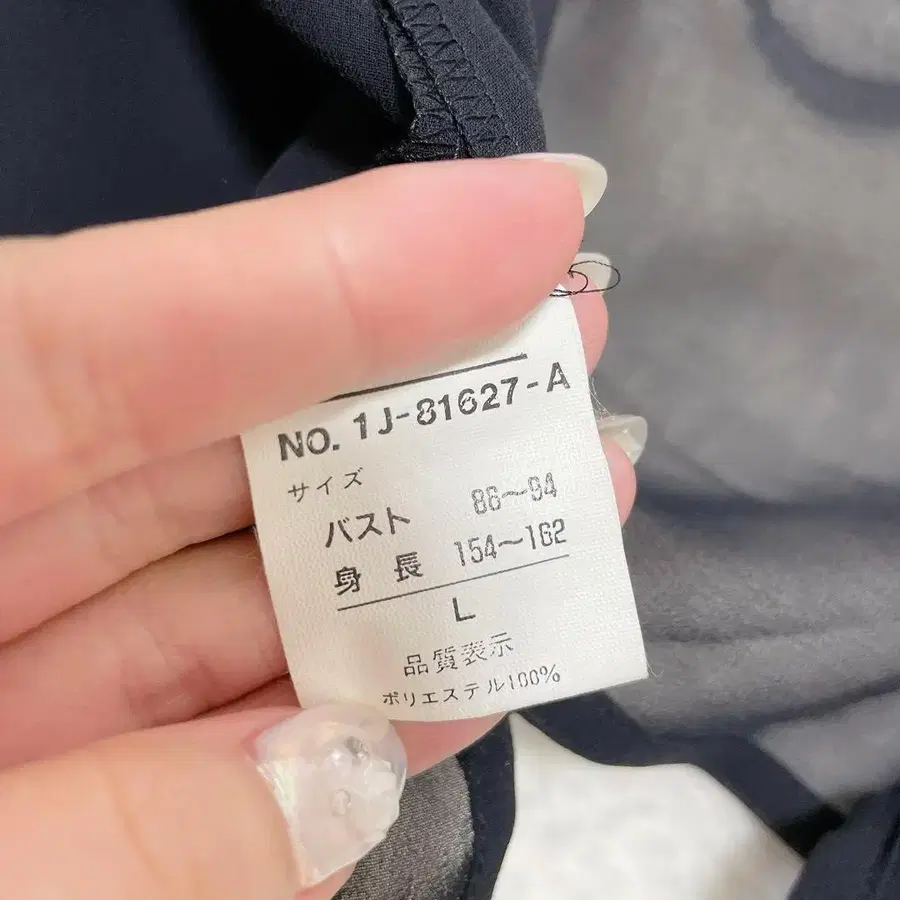 NO. 1J-81627-A
サイズ
バスト 86~94
身長 154~162
L
品質表示
ポリエステル100%